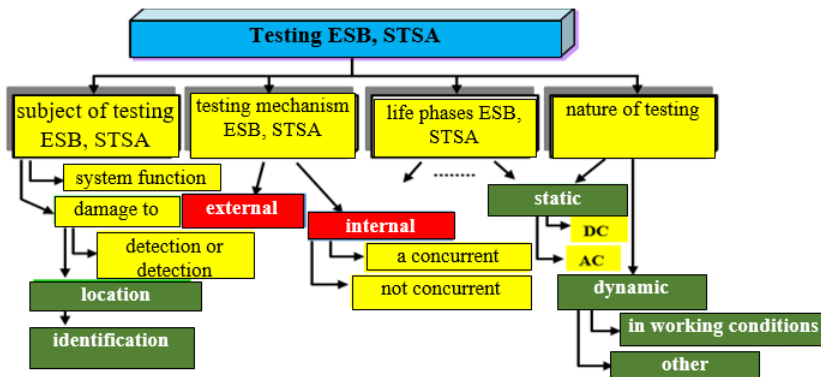 Testing ESB, STSA
subject of testing
ESB, STSA
testing mechanism
ESB, STSA
life phases ESB,
STSA
nature of testing
system function
damage to
detection or
detection
location
identification
external
internal
a concurrent
not concurrent
........
static
DC
AC
dynamic
in working conditions
other